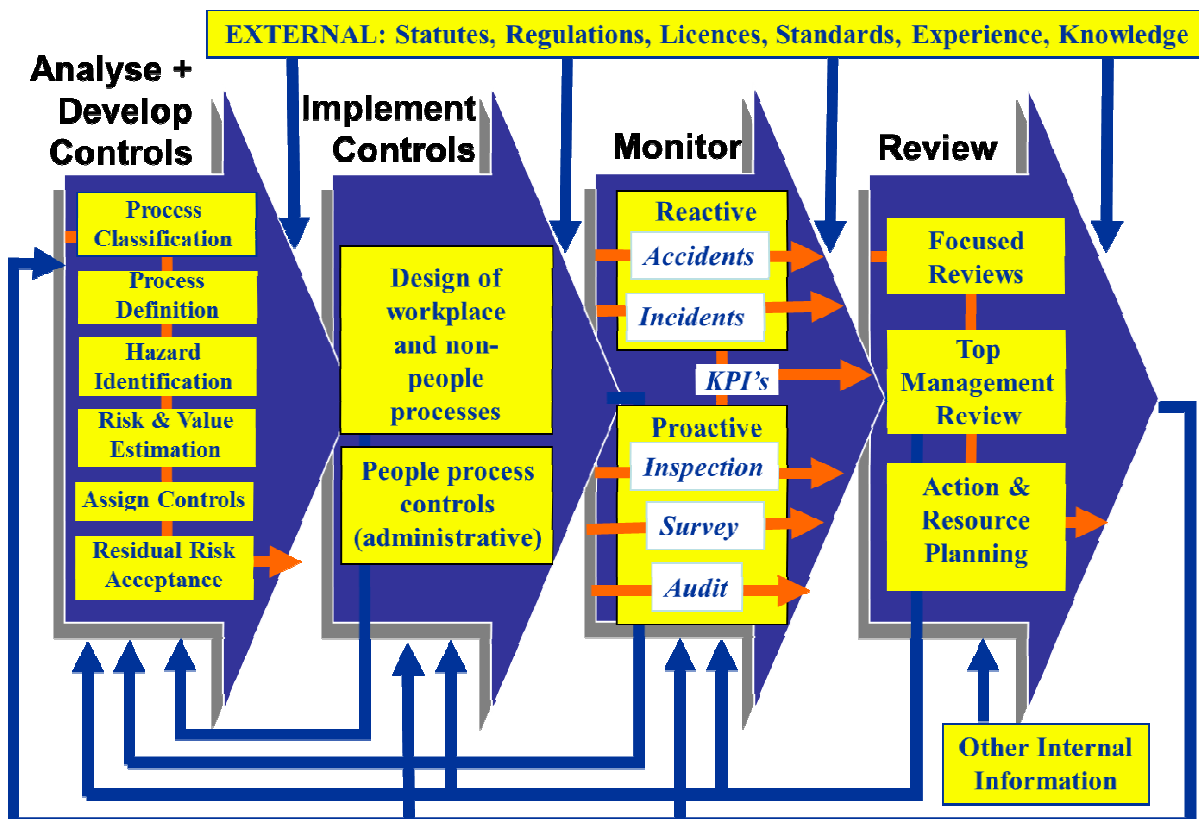 EXTERNAL: Statutes, Regulations, Licences, Standards, Experience, Knowledge
Analyse +
Develop
Controls
Process
Classification
Process
Definition
Hazard
Identification
Risk & Value
Estimation
Assign Controls
Residual Risk
Acceptance
Implement
Controls
Design of
workplace
and non-
people
processes
People process
controls
(administrative)
Monitor
Reactive
Accidents
Incidents
KPI's
Proactive
Inspection
Survey
Audit
Review
Focused
Reviews
Top
Management
Review
Action &
Resource
Planning
Other Internal
Information